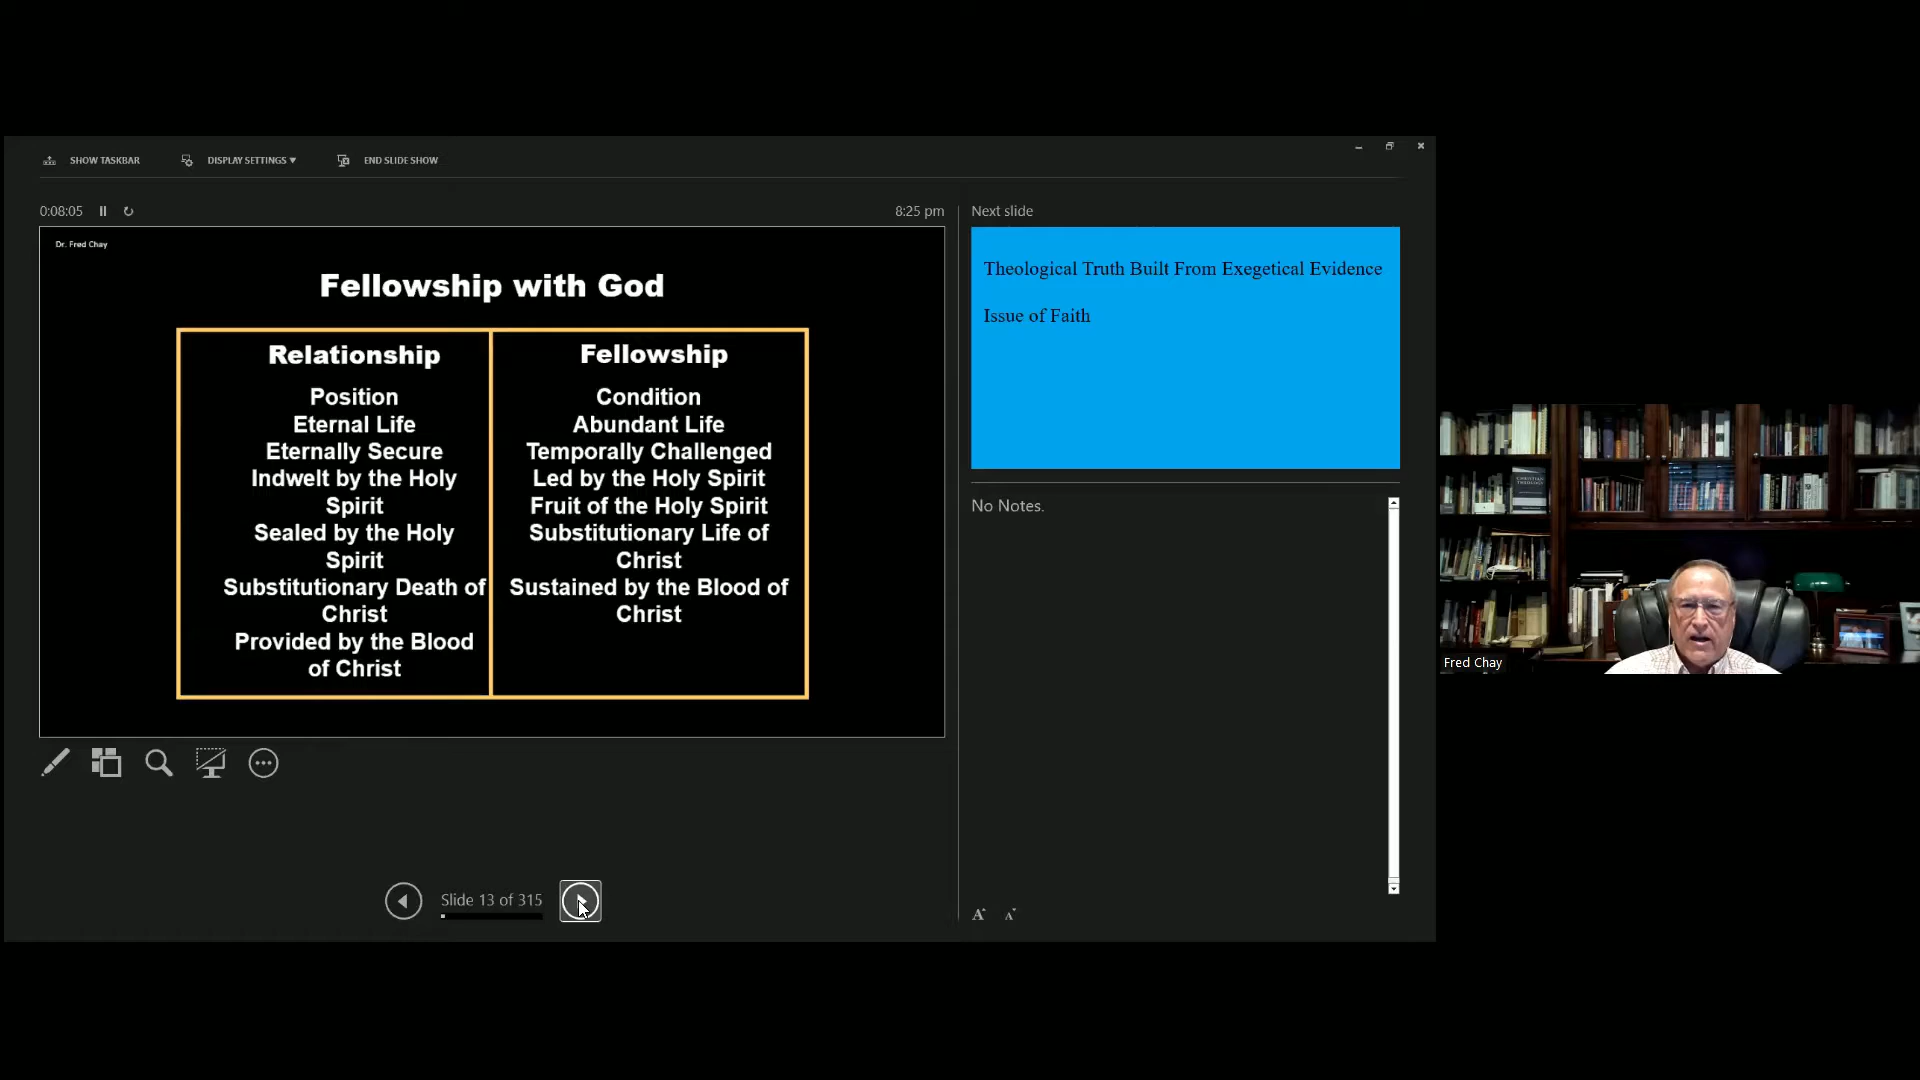 SHOW TASKBAR
DISPLAY SETTINGS ▼
END SLIDE SHOW
0:08:05
8:25 pm
Dr. Fred Chay
Fellowship with God
Relationship
Position
Eternal Life
Eternally Secure
Indwelt by the Holy
Spirit
Sealed by the Holy
Spirit
Substitutionary Death of
Christ
Provided by the Blood
of Christ
Fellowship
Condition
Abundant Life
Temporally Challenged
Led by the Holy Spirit
Fruit of the Holy Spirit
Substitutionary Life of
Christ
Sustained by the Blood of
Christ
Slide 13 of 315
Next slide
Theological Truth Built From Exegetical Evidence
Issue of Faith
No Notes.
A A
Fred Chay